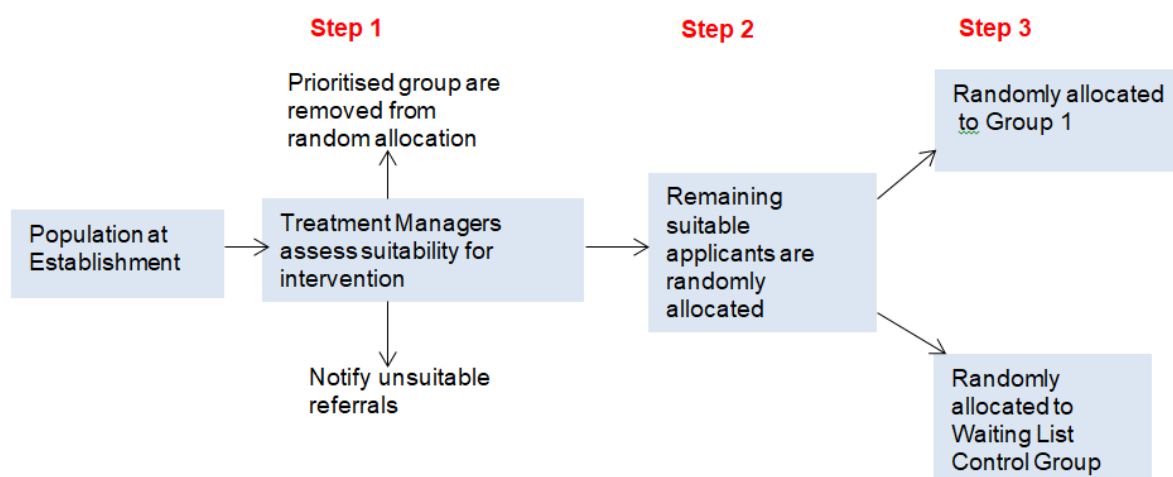 Step 1
Step 2
Step 3
Prioritised group are
removed from
random allocation
Randomly allocated
to Group 1
Population at
Establishment
Treatment Managers
assess suitability for
intervention
Remaining
suitable
applicants are
randomly
allocated
Notify unsuitable
referrals
Randomly
allocated to
Waiting List
Control Group